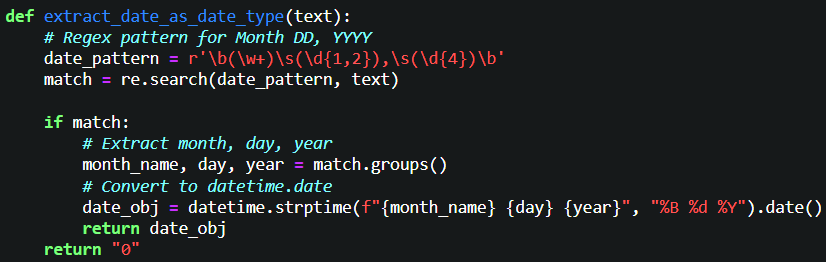 def extract_date_as_date_type(text):
    # Regex pattern for Month DD, YYYY
    date_pattern = r'\b(\w+)\s(\d{1,2}),\s(\d{4})\b'
    match = re.search(date_pattern, text)

    if match:
        # Extract month, day, year
        month_name, day, year = match.groups()
        # Convert to datetime.date
        date_obj = datetime.strptime(f"{month_name} {day} {year}", "%B %d %Y").date()
        return date_obj
    return "0"